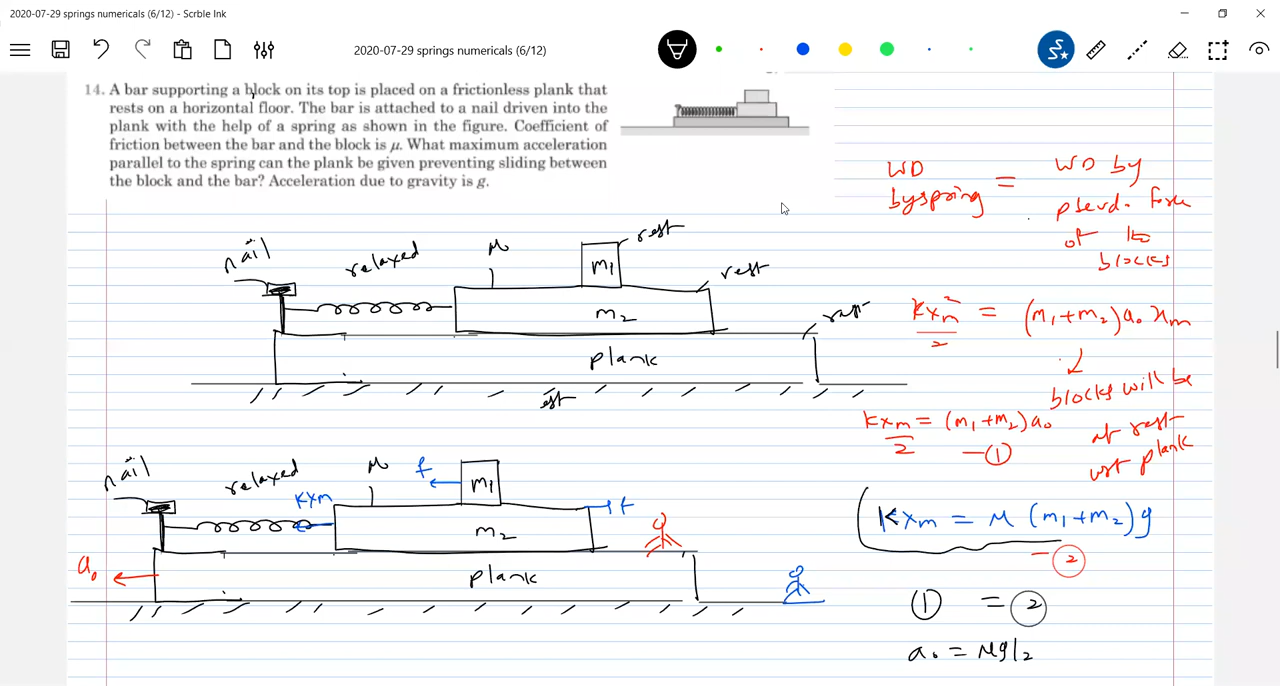 2020-07-29 springs numericals (6/12) - Scrble Ink
2020-07-29 springs numericals (6/12)
14. A bar supporting a block on its top is placed on a frictionless plank that
rests on a horizontal floor. The bar is attached to a nail driven into the
plank with the help of a spring as shown in the figure. Coefficient of
friction between the bar and the block is μ. What maximum acceleration
parallel to the spring can the plank be given preventing sliding between
the block and the bar? Acceleration due to gravity is g.
nail
relaxed
μ
m₁
rest
rest
m₂
rest
plank
est
nail
relaxed
kxm
μ
f
m₁
f
m₂
a₀
plank
WD by spring = WD by pseud. force of to blocks
kxm²/2 = (m₁+m₂)a₀xm
blocks will be
at rest
wrt plank
kxm/2 = (m₁+m₂)a₀ -①
kxm = μ(m₁+m₂)g
-②
① = ②
a₀ = μg/2